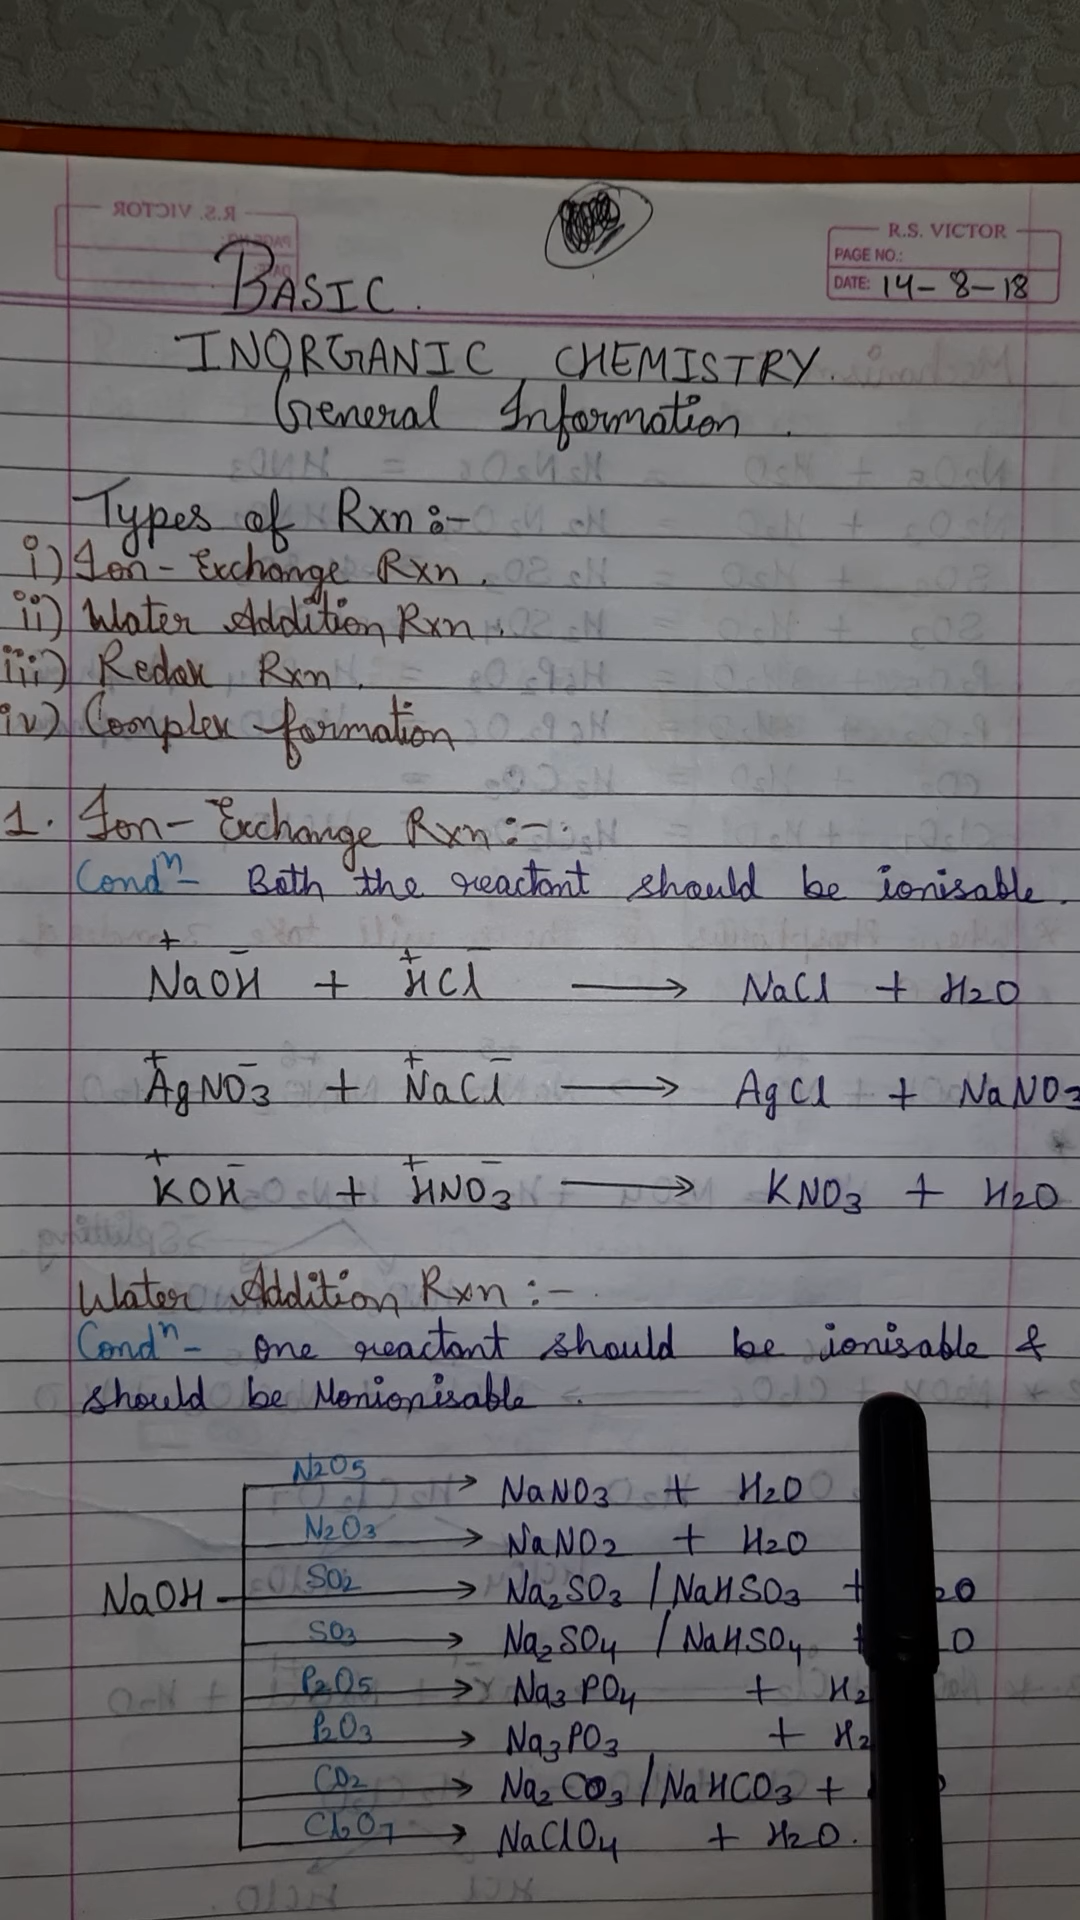 R.S. VICTOR
PAGE NO.:
DATE: 14-8-18
BASIC.
INORGANIC CHEMISTRY.
General Information.
Types of Rxn:-
i) Ion-Exchange Rxn.
ii) Water Addition Rxn.
iii) Redox Rxn.
iv) Complex formation
1. Ion-Exchange Rxn:-
Condⁿ- Both the reactant should be ionisable.
+ - + -
NaOH + HCl ⟶ NaCl + H2O
+ - + -
AgNO3 + NaCl ⟶ AgCl + NaNO3
+ - + -
KOH + HNO3 ⟶ KNO3 + H2O
Water Addition Rxn:-
Condⁿ- One reactant should be ionisable &
should be Nonionisable.
N2O5 → NaNO3 + H2O
N2O3 → NaNO2 + H2O
NaOH SO2 → Na2SO3 / NaHSO3 + 2O
SO3 → Na2SO4 / NaHSO4 + O
P2O5 → Na3PO4 + H2
P2O3 → Na3PO3 + H2
CO2 → Na2CO3 / NaHCO3 +
Cl2O7 → NaClO4 + H2O.